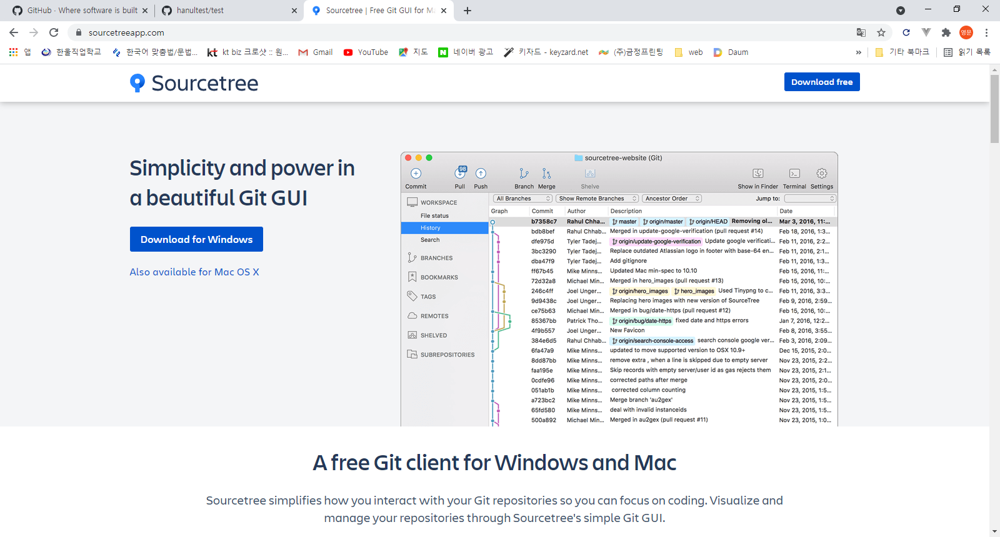 GitHub · Where software is built
hanultest/test
Sourcetree | Free Git GUI for M
sourcetreeapp.com
영문
앱
한울직업학교
한국어 맞춤법/문법...
kt kt biz 크로샷 :: 원...
Gmail
YouTube
지도
N 네이버 광고
키자드 - keyzard.net
(주)금정프린팅
web
Daum
»
기타 북마크
읽기 목록
Sourcetree
Download free
Simplicity and power in
a beautiful Git GUI
Download for Windows
Also available for Mac OS X
sourcetree-website (Git)
98
Commit Pull Push Branch Merge Shelve Show in Finder Terminal Settings
WORKSPACE
File status
History
Search
BRANCHES
BOOKMARKS
TAGS
REMOTES
SHELVED
SUBREPOSITORIES
All Branches Show Remote Branches Ancestor Order Jump to:
Graph Commit Author Description Date
b7358c7 Rahul Chha... master origin/master origin/HEAD Removing ol... Mar 3, 2016, 11:...
bdb8bef Rahul Chhab... Merged in update-google-verification (pull request #14) Feb 18, 2016, 1:3...
dfe975d Tyler Tadej... origin/update-google-verification Update google verificati... Feb 11, 2016, 2:2...
3bc3290 Tyler Tadej... Replace outdated Atlassian logo in footer with base-64 en... Feb 11, 2016, 2:1...
dba47f9 Tyler Tadej... Add gitignore Feb 11, 2016, 1:3...
ff67b45 Mike Minns... Updated Mac min-spec to 10.10 Feb 15, 2016, 11:...
72d32a8 Michael Min... Merged in hero_images (pull request #13) Feb 15, 2016, 10:...
246c4ff Joel Unger... origin/hero_images hero_images Used Tinypng to c... Feb 11, 2016, 3:3...
9d9438c Joel Unger... Replacing hero images with new version of SourceTree Feb 9, 2016, 2:59...
ce75b63 Michael Min... Merged in bug/date-https (pull request #12) Feb 15, 2016, 10:...
85367bb Patrick Tho... origin/bug/date-https fixed date and https errors Jan 7, 2016, 12:2...
4f9b557 Joel Unger... New Favicon Feb 8, 2016, 3:55...
384e6d5 Rahul Chhab... origin/search-console-access search console google ver... Feb 3, 2016, 2:09...
6fa47a9 Mike Minns... updated to move supported version to OSX 10.9+ Dec 15, 2015, 2:0...
8dd87bb Mike Minns... remove extra , when a line is skipped due to empty server Nov 23, 2015, 2:2...
faa195e Mike Minns... Skip records with empty server/user id as gas rejects them Nov 23, 2015, 2:1...
0cdfe96 Mike Minns... corrected paths after merge Nov 23, 2015, 2:0...
051ab1b Mike Minns... corrected column counting Nov 23, 2015, 1:5...
a723bc2 Mike Minns... Merge branch 'au2gex' Nov 23, 2015, 1:5...
65fd580 Mike Minns... deal with invalid instanceids Nov 23, 2015, 1:5...
500a892 Michael Min... Merged in au2gex (pull request #11) Nov 23, 2015, 1:0...
A free Git client for Windows and Mac
Sourcetree simplifies how you interact with your Git repositories so you can focus on coding. Visualize and
manage your repositories through Sourcetree's simple Git GUI.